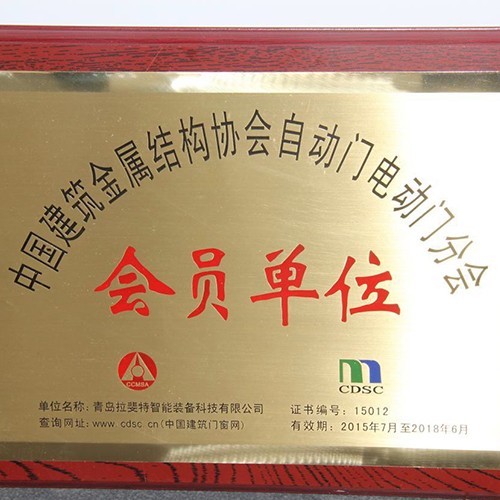 中国建筑金属结构协会自动门电动门分会
会员单位
CCMSA
CDSC
单位名称:青岛拉斐特智能装备科技有限公司
查询网址:www.cdsc.cn(中国建筑门窗网)
证书编号:15012
有效期:2015年7月至2018年6月